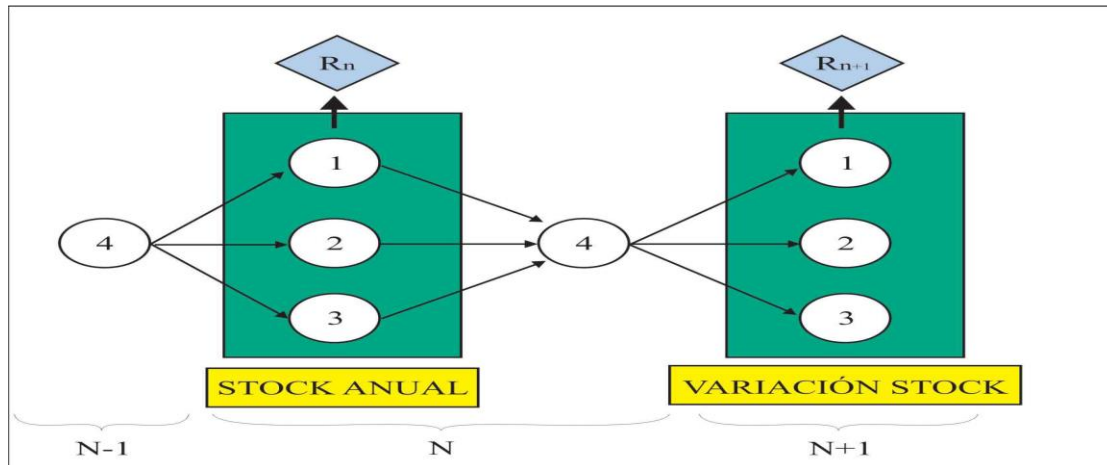 Rn
Rn+1
1
1
4
2
4
2
3
3
STOCK ANUAL
VARIACIÓN STOCK
N-1
N
N+1